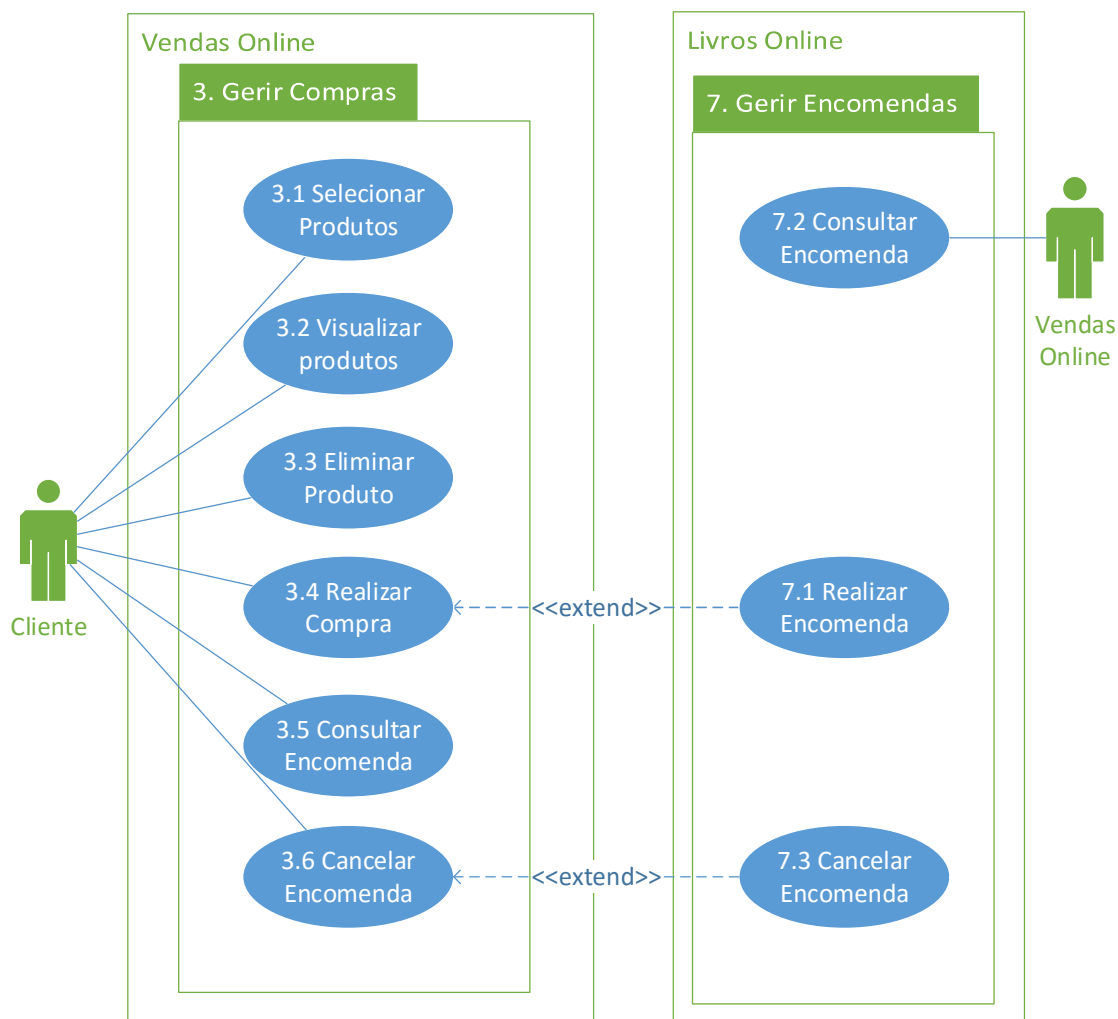 Vendas Online
3. Gerir Compras
3.1 Selecionar
Produtos
3.2 Visualizar
produtos
3.3 Eliminar
Produto
3.4 Realizar
Compra
3.5 Consultar
Encomenda
3.6 Cancelar
Encomenda
Cliente
<<extend>>
<<extend>>
Livros Online
7. Gerir Encomendas
7.2 Consultar
Encomenda
7.1 Realizar
Encomenda
7.3 Cancelar
Encomenda
Vendas
Online